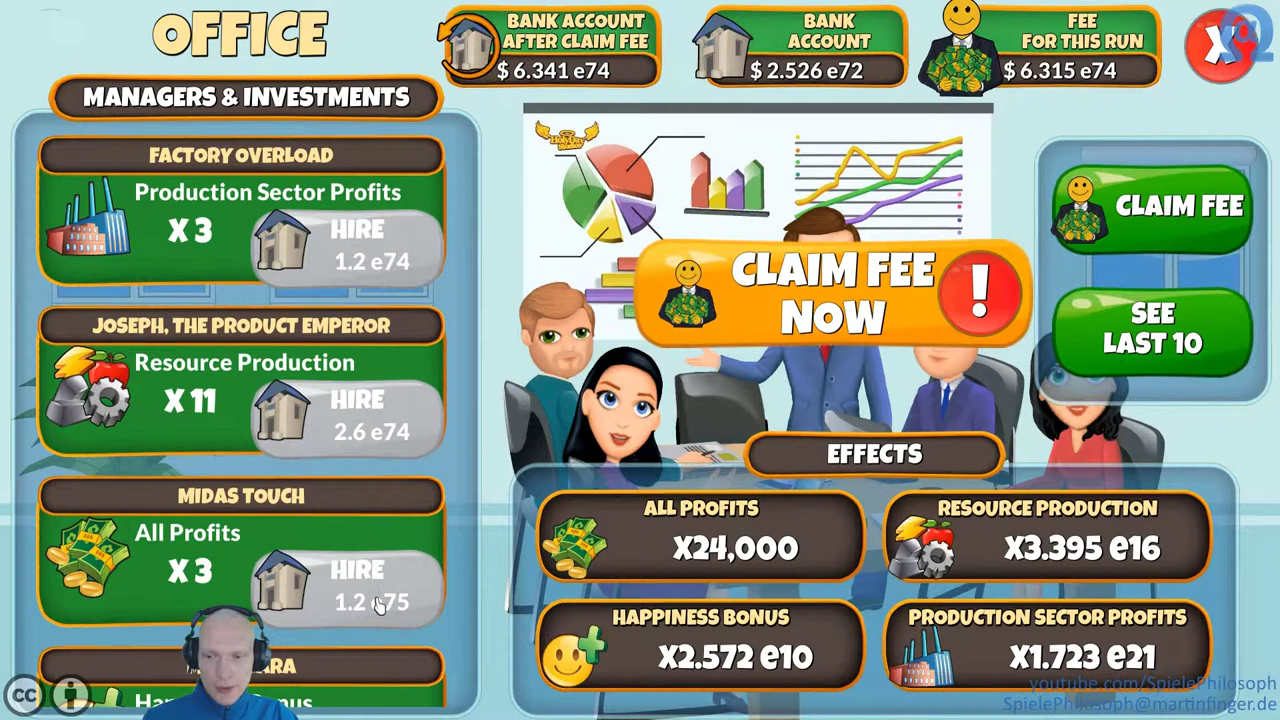 OFFICE
BANK ACCOUNT
AFTER CLAIM FEE
$ 6.341 e74
BANK
ACCOUNT
$ 2.526 e72
FEE
FOR THIS RUN
$ 6.315 e74
X
MANAGERS & INVESTMENTS
FACTORY OVERLOAD
Production Sector Profits
X 3
HIRE
1.2 e74
JOSEPH, THE PRODUCT EMPEROR
Resource Production
X 11
HIRE
2.6 e74
MIDAS TOUCH
All Profits
X 3
HIRE
1.2 e75
CLAIM FEE
NOW
!
CLAIM FEE
SEE
LAST 10
EFFECTS
ALL PROFITS
X24,000
RESOURCE PRODUCTION
X3.395 e16
HAPPINESS BONUS
X2.572 e10
PRODUCTION SECTOR PROFITS
X1.723 e21
cc
youtube.com/SpielePhilosoph
SpielePhilosoph@martinfinger.de